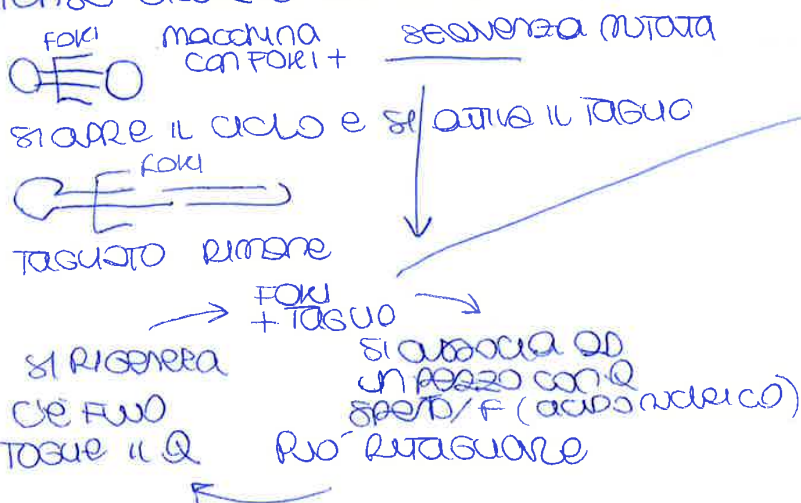 FOKI macchina sequenza mutata
con FOKI +
si apre il ciclo e si attiva il taglio
FOKI
tagliato rimane
FOKI
+ taglio
si associa ad
si rigenera un pezzo con Q
c'è fluo spento/F (acido nucleico)
toglie il Q può ritagliare